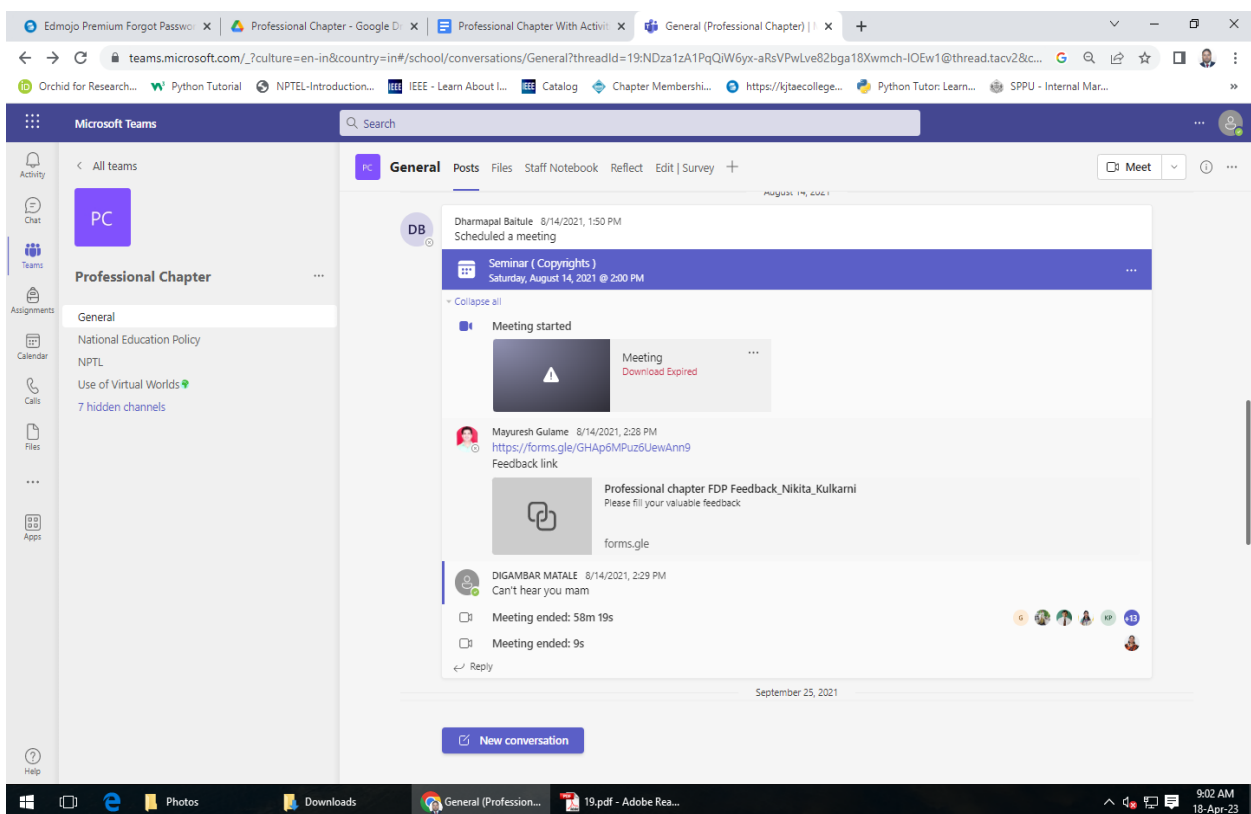 Edmojo Premium Forgot Passwo
Professional Chapter - Google Dr
Professional Chapter With Activit
General (Professional Chapter) |
teams.microsoft.com/_?culture=en-in&country=in#/school/conversations/General?threadId=19:NDza1zA1PqQiW6yx-aRsVPwLve82bga18Xwmch-IOEw1@thread.tacv2&c...
Orchid for Research...
Python Tutorial
NPTEL-Introduction...
IEEE - Learn About I...
Catalog
Chapter Membershi...
https://kjtaecollege...
Python Tutor: Learn...
SPPU - Internal Mar...
Microsoft Teams
Search
Activity
Chat
Teams
Assignments
Calendar
Calls
Files
Apps
Help
All teams
PC
Professional Chapter
General
National Education Policy
NPTL
Use of Virtual Worlds
7 hidden channels
PC General Posts Files Staff Notebook Reflect Edit | Survey
Meet
August 14, 2021
DB
Dharmapal Baitule 8/14/2021, 1:50 PM
Scheduled a meeting
Seminar ( Copyrights )
Saturday, August 14, 2021 @ 2:00 PM
Collapse all
Meeting started
Meeting
Download Expired
Mayuresh Gulame 8/14/2021, 2:28 PM
https://forms.gle/GHAp6MPuz6UewAnn9
Feedback link
Professional chapter FDP Feedback_Nikita_Kulkarni
Please fill your valuable feedback
forms.gle
DIGAMBAR MATALE 8/14/2021, 2:29 PM
Can't hear you mam
Meeting ended: 58m 19s
G KP +13
Meeting ended: 9s
Reply
September 25, 2021
New conversation
Photos
Downloads
General (Profession...
19.pdf - Adobe Rea...
9:02 AM
18-Apr-23